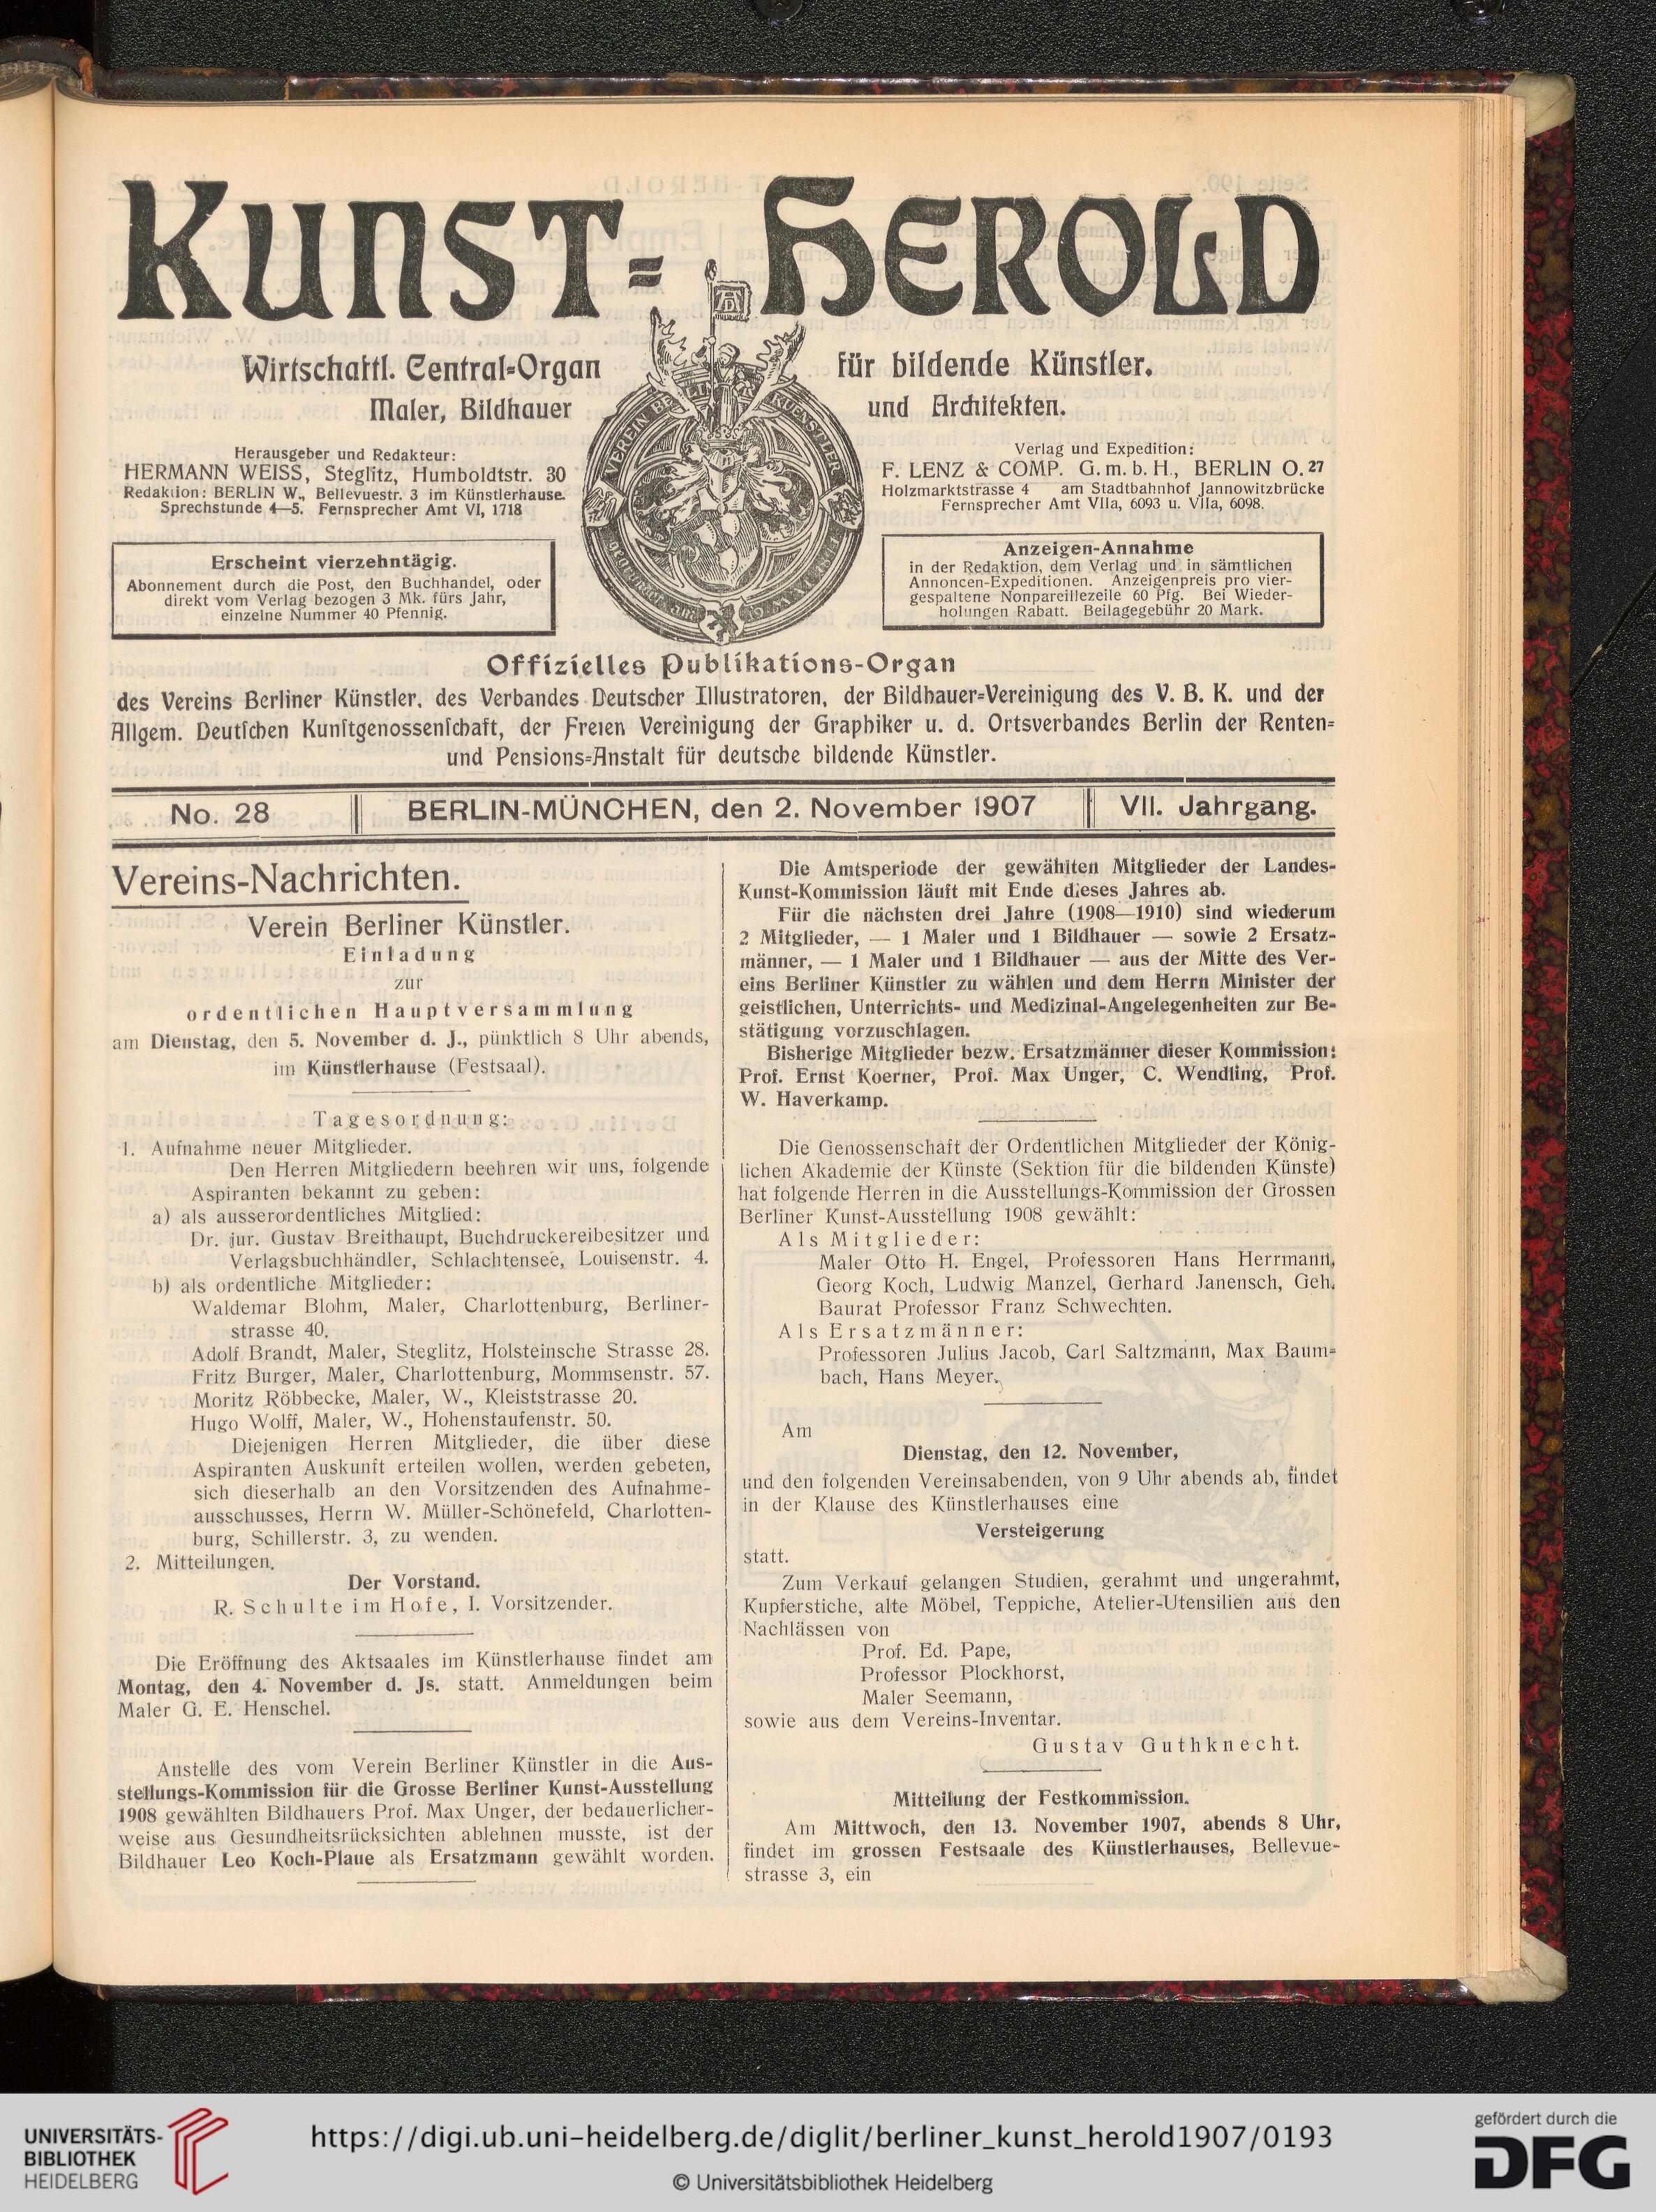 KUNST=HEROLD
Wirtschaftl. Central=Organ für bildende Künstler,
Maler, Bildhauer und Architekten.
Herausgeber und Redakteur:
HERMANN WEISS, Steglitz, Humboldtstr. 30
Redaktion: BERLIN W., Bellevuestr. 3 im Künstlerhause.
Sprechstunde 4—5. Fernsprecher Amt VI, 1718
Erscheint vierzehntägig.
Abonnement durch die Post, den Buchhandel, oder
direkt vom Verlag bezogen 3 Mk. fürs Jahr,
einzelne Nummer 40 Pfennig.
VEREIN BERLINER KUENSTLER
Verlag und Expedition:
F. LENZ & COMP. G. m. b. H., BERLIN O. 27
Holzmarktstrasse 4 am Stadtbahnhof Jannowitzbrücke
Fernsprecher Amt VIIa, 6093 u. VIIa, 6098.
Anzeigen-Annahme
in der Redaktion, dem Verlag und in sämtlichen
Annoncen-Expeditionen. Anzeigenpreis pro vier-
gespaltene Nonpareillezeile 60 Pfg. Bei Wieder-
holungen Rabatt. Beilagegebühr 20 Mark.
Offizielles Publikations-Organ
des Vereins Berliner Künstler, des Verbandes Deutscher Illustratoren, der Bildhauer=Vereinigung des V. B. K. und der
Allgem. Deutschen Kunstgenossenschaft, der Freien Vereinigung der Graphiker u. d. Ortsverbandes Berlin der Renten=
und Pensions=Anstalt für deutsche bildende Künstler.
No. 28 BERLIN-MÜNCHEN, den 2. November 1907 VII. Jahrgang.
Vereins-Nachrichten.
Verein Berliner Künstler.
Einladung
zur
ordentlichen Hauptversammlung
am Dienstag, den 5. November d. J., pünktlich 8 Uhr abends,
im Künstlerhause (Festsaal).
Tagesordnung:
1. Aufnahme neuer Mitglieder.
Den Herren Mitgliedern beehren wir uns, folgende
Aspiranten bekannt zu geben:
a) als ausserordentliches Mitglied:
Dr. jur. Gustav Breithaupt, Buchdruckereibesitzer und
Verlagsbuchhändler, Schlachtensee, Louisenstr. 4.
b) als ordentliche Mitglieder:
Waldemar Blohm, Maler, Charlottenburg, Berliner-
strasse 40.
Adolf Brandt, Maler, Steglitz, Holsteinsche Strasse 28.
Fritz Burger, Maler, Charlottenburg, Mommsenstr. 57.
Moritz Röbbecke, Maler, W., Kleiststrasse 20.
Hugo Wolff, Maler, W., Hohenstaufenstr. 50.
Diejenigen Herren Mitglieder, die über diese
Aspiranten Auskunft erteilen wollen, werden gebeten,
sich dieserhalb an den Vorsitzenden des Aufnahme-
ausschusses, Herrn W. Müller-Schönefeld, Charlotten-
burg, Schillerstr. 3, zu wenden.
2. Mitteilungen.
Der Vorstand.
R. Schulte im Hofe, I. Vorsitzender.
Die Eröffnung des Aktsaales im Künstlerhause findet am
Montag, den 4. November d. Js. statt. Anmeldungen beim
Maler G. E. Henschel.
Anstelle des vom Verein Berliner Künstler in die Aus-
stellungs-Kommission für die Grosse Berliner Kunst-Ausstellung
1908 gewählten Bildhauers Prof. Max Unger, der bedauerlicher-
weise aus Gesundheitsrücksichten ablehnen musste, ist der
Bildhauer Leo Koch-Plaue als Ersatzmann gewählt worden.
Die Amtsperiode der gewählten Mitglieder der Landes-
Kunst-Kommission läuft mit Ende dieses Jahres ab.
Für die nächsten drei Jahre (1908—1910) sind wiederum
2 Mitglieder, — 1 Maler und 1 Bildhauer — sowie 2 Ersatz-
männer, — 1 Maler und 1 Bildhauer — aus der Mitte des Ver-
eins Berliner Künstler zu wählen und dem Herrn Minister der
geistlichen, Unterrichts- und Medizinal-Angelegenheiten zur Be-
stätigung vorzuschlagen.
Bisherige Mitglieder bezw. Ersatzmänner dieser Kommission:
Prof. Ernst Koerner, Prof. Max Unger, C. Wendling, Prof.
W. Haverkamp.
Die Genossenschaft der Ordentlichen Mitglieder der König-
lichen Akademie der Künste (Sektion für die bildenden Künste)
hat folgende Herren in die Ausstellungs-Kommission der Grossen
Berliner Kunst-Ausstellung 1908 gewählt:
Als Mitglieder:
Maler Otto H. Engel, Professoren Hans Herrmann,
Georg Koch, Ludwig Manzel, Gerhard Janensch, Geh.
Baurat Professor Franz Schwechten.
Als Ersatzmänner:
Professoren Julius Jacob, Carl Saltzmann, Max Baum-
bach, Hans Meyer.
Am
Dienstag, den 12. November,
und den folgenden Vereinsabenden, von 9 Uhr abends ab, findet
in der Klause des Künstlerhauses eine
Versteigerung
statt.
Zum Verkauf gelangen Studien, gerahmt und ungerahmt,
Kupferstiche, alte Möbel, Teppiche, Atelier-Utensilien aus den
Nachlässen von
Prof. Ed. Pape,
Professor Plockhorst,
Maler Seemann,
sowie aus dem Vereins-Inventar.
Gustav Guthknecht.
Mitteilung der Festkommission.
Am Mittwoch, den 13. November 1907, abends 8 Uhr,
findet im grossen Festsaale des Künstlerhauses, Bellevue-
strasse 3, ein
UNIVERSITÄTS-
BIBLIOTHEK
HEIDELBERG
https://digi.ub.uni-heidelberg.de/diglit/berliner_kunst_herold1907/0193
© Universitätsbibliothek Heidelberg
gefördert durch die
DFG